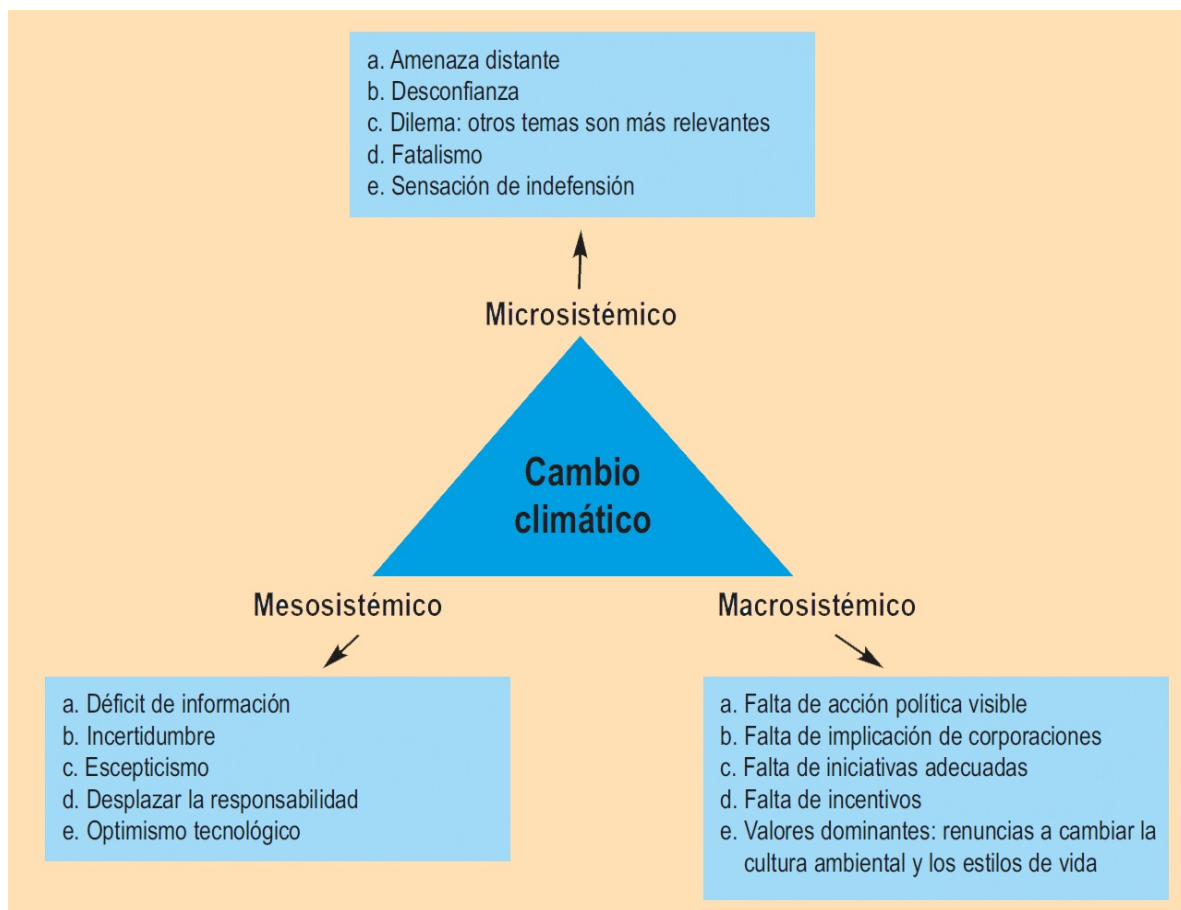 a. Amenaza distante
b. Desconfianza
c. Dilema: otros temas son más relevantes
d. Fatalismo
e. Sensación de indefensión
Microsistémico
Cambio
climático
Mesosistémico
Macrosistémico
a. Déficit de información
b. Incertidumbre
c. Escepticismo
d. Desplazar la responsabilidad
e. Optimismo tecnológico
a. Falta de acción política visible
b. Falta de implicación de corporaciones
c. Falta de iniciativas adecuadas
d. Falta de incentivos
e. Valores dominantes: renuncias a cambiar la
cultura ambiental y los estilos de vida